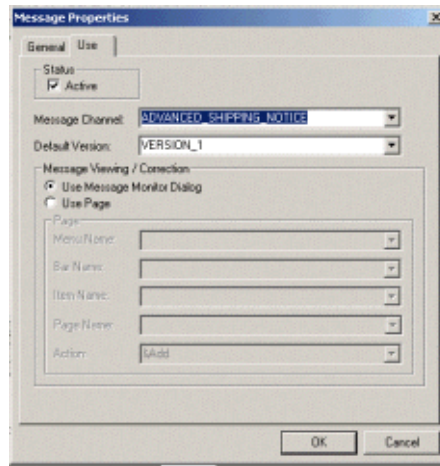 Message Properties
General Use
Status
Active
Message Channel: ADVANCED_SHIPPING_NOTICE
Default Version: VERSION_1
Message Viewing / Correction
Use Message Monitor Dialog
Use Page
Page
Menu Name:
Bar Name:
Item Name:
Page Name:
Action: &Add
OK Cancel